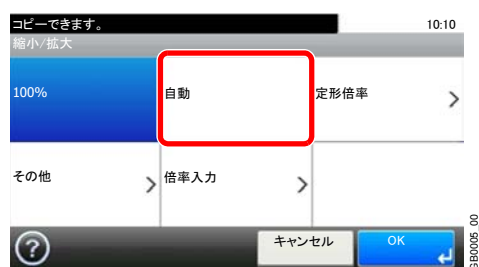 コピーできます。 10:10
縮小/拡大
100% 自動 定形倍率
その他 倍率入力
キャンセル OK
GB0005_00